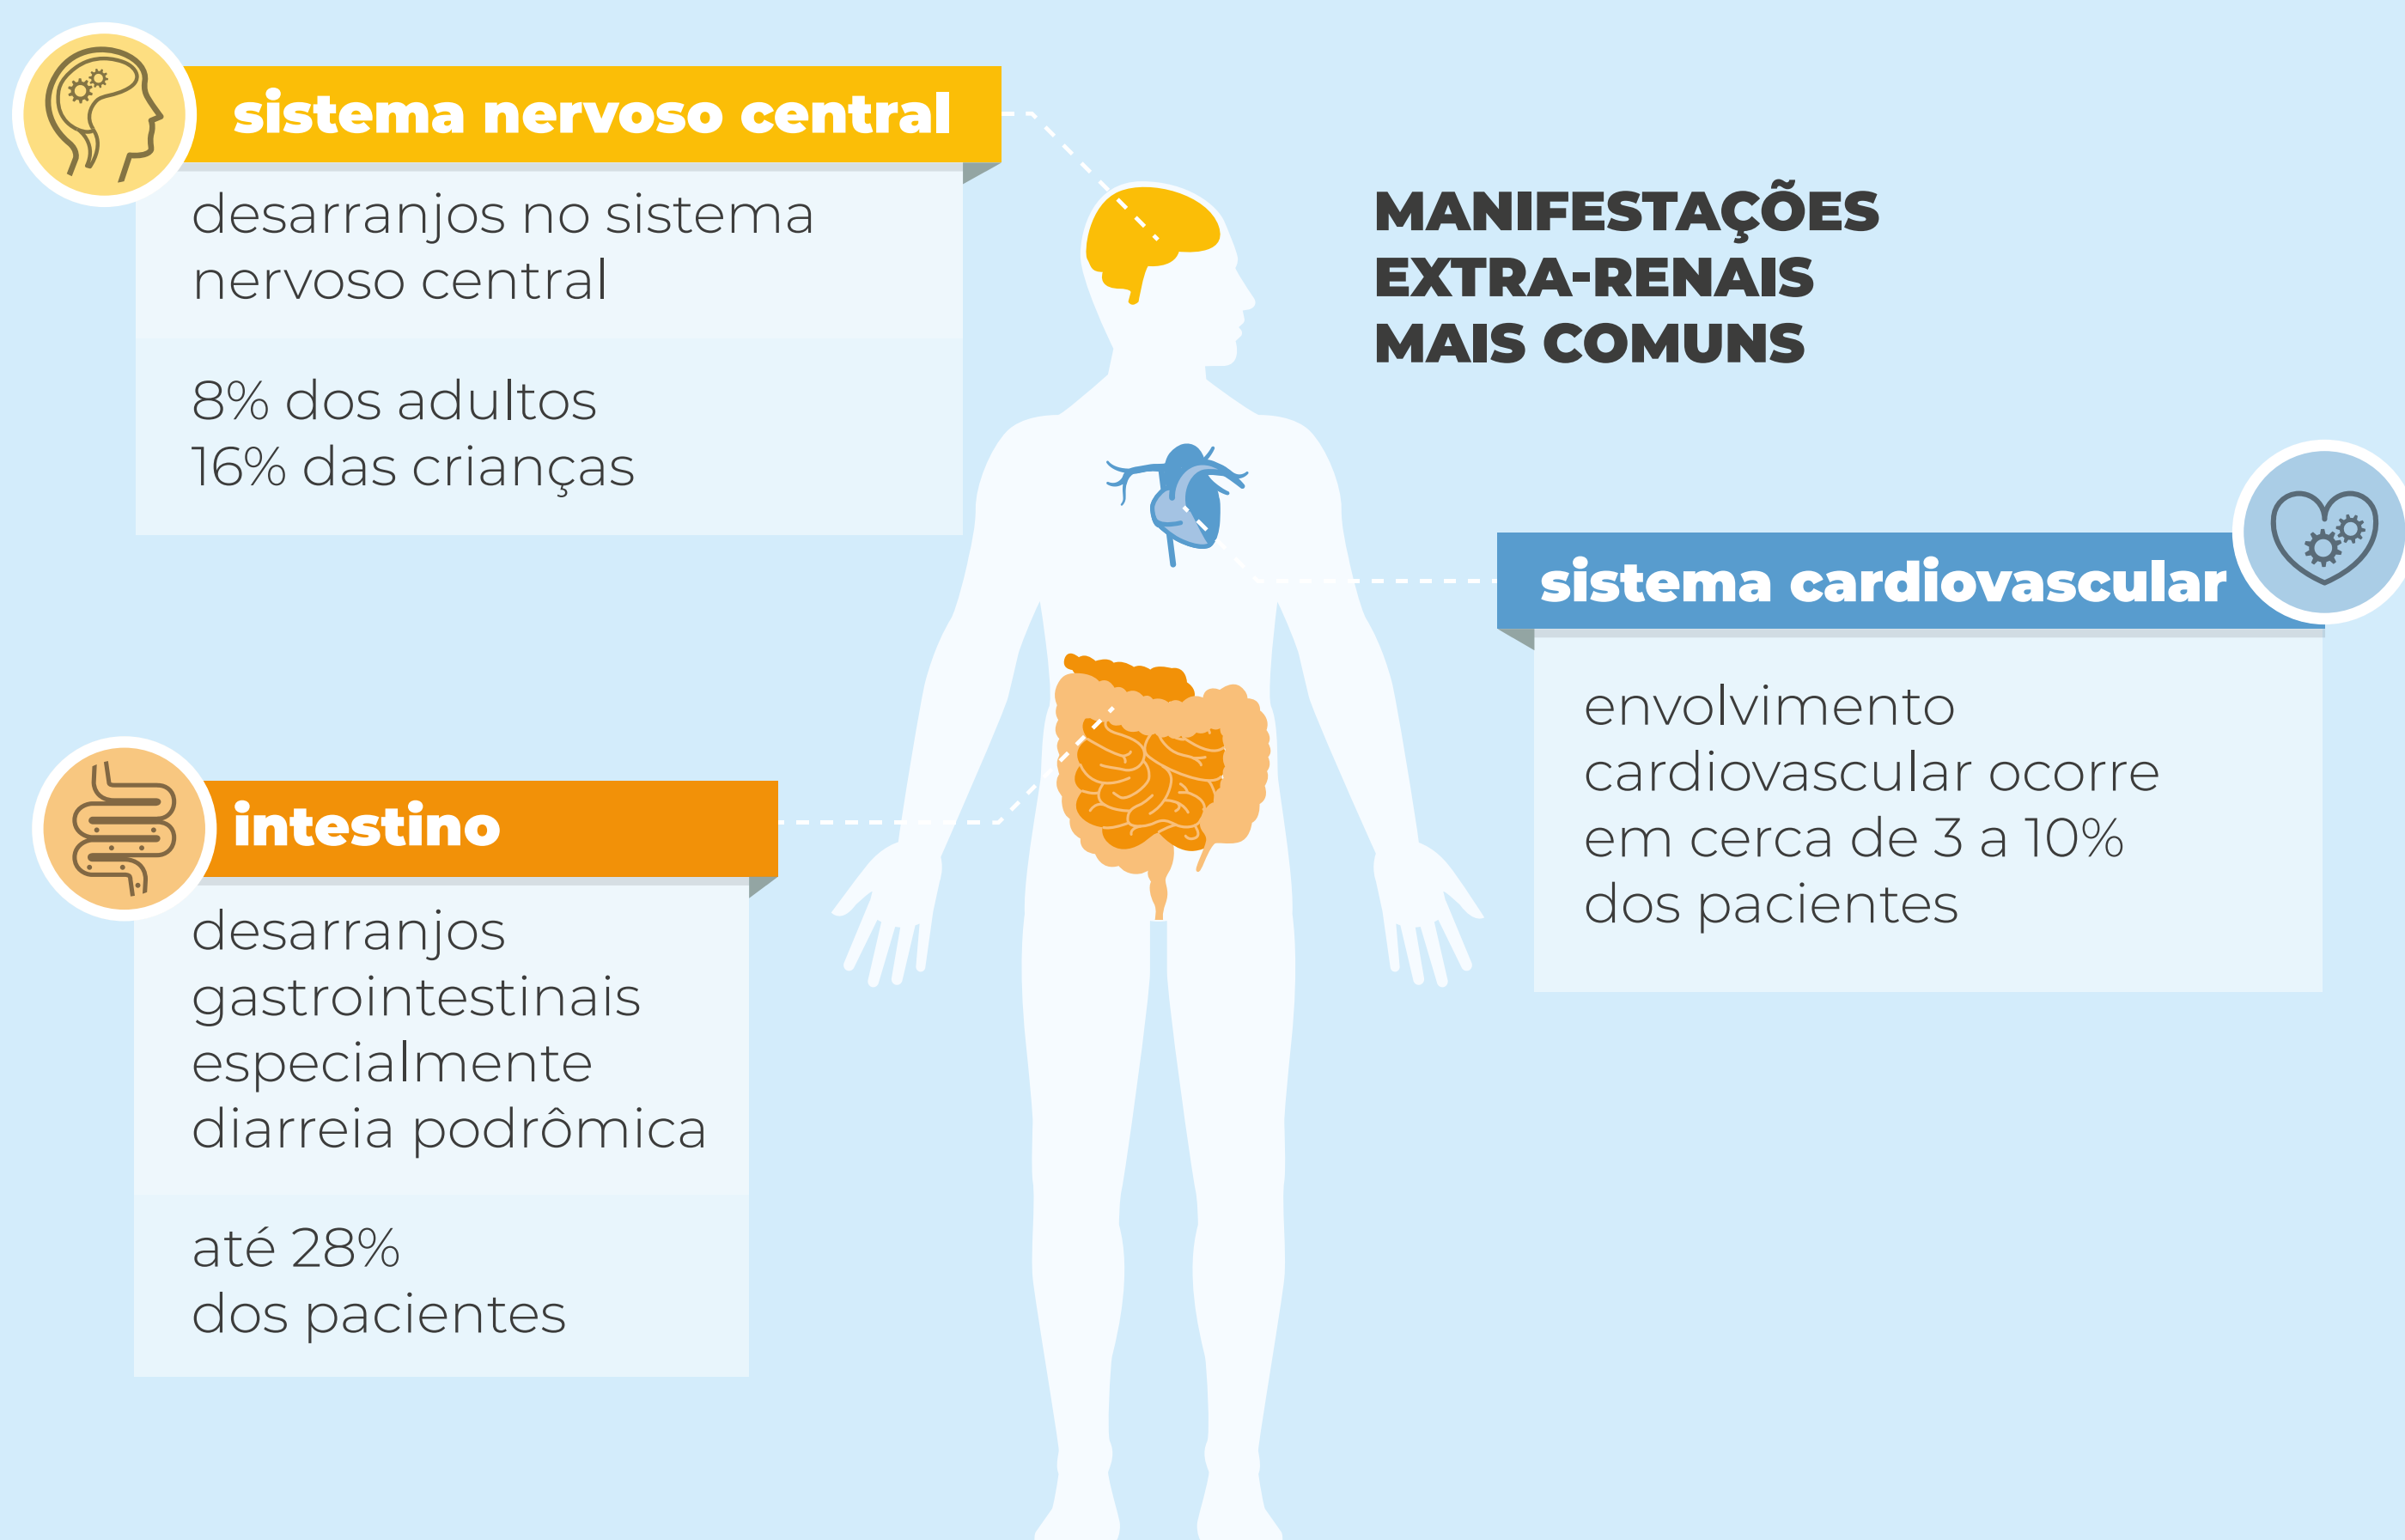 sistema nervoso central
desarranjos no sistema
nervoso central
8% dos adultos
16% das crianças
MANIFESTAÇÕES
EXTRA-RENAIS
MAIS COMUNS
sistema cardiovascular
envolvimento
cardiovascular ocorre
em cerca de 3 a 10%
dos pacientes
intestino
desarranjos
gastrointestinais
especialmente
diarreia podrômica
até 28%
dos pacientes